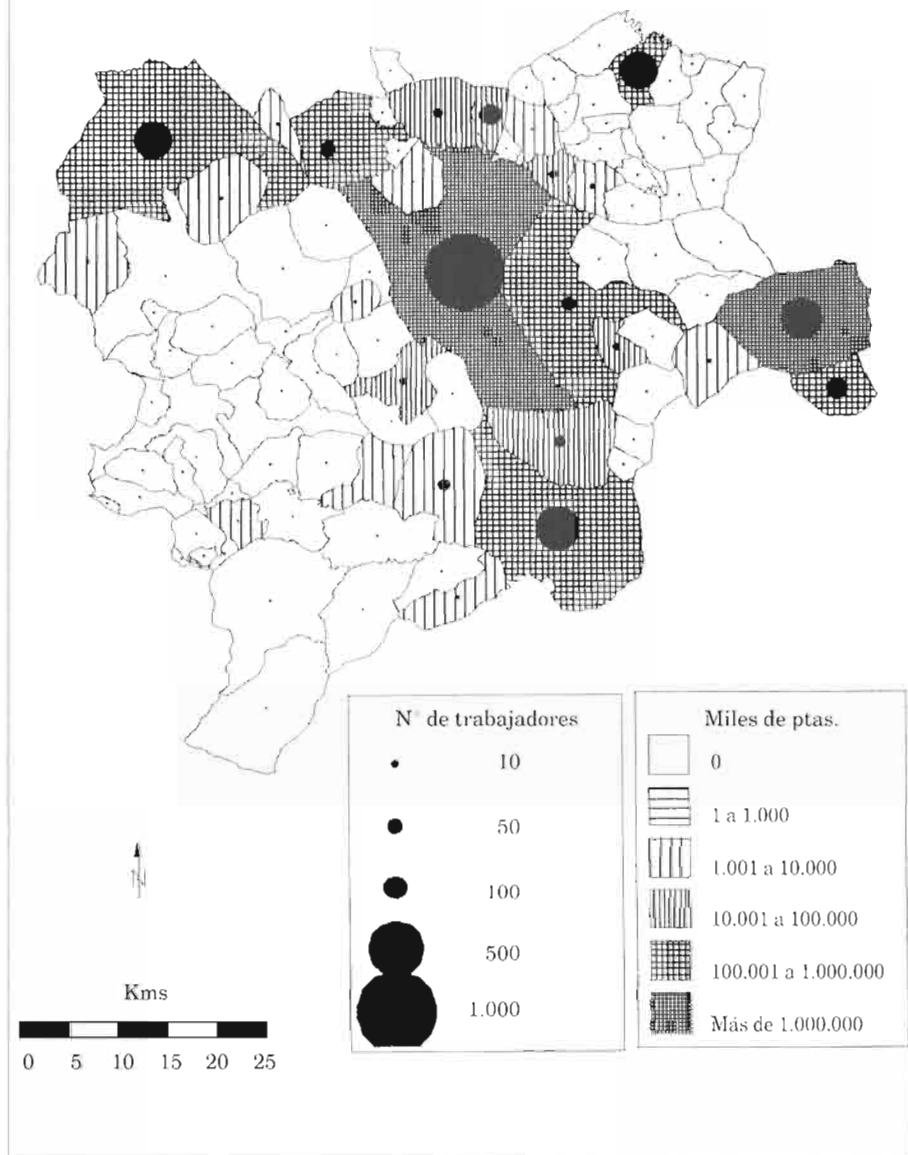 N° de trabajadores
10
50
100
500
1.000
Miles de ptas.
0
1 a 1.000
1.001 a 10.000
10.001 a 100.000
100.001 a 1.000.000
Más de 1.000.000
N
Kms
0 5 10 15 20 25